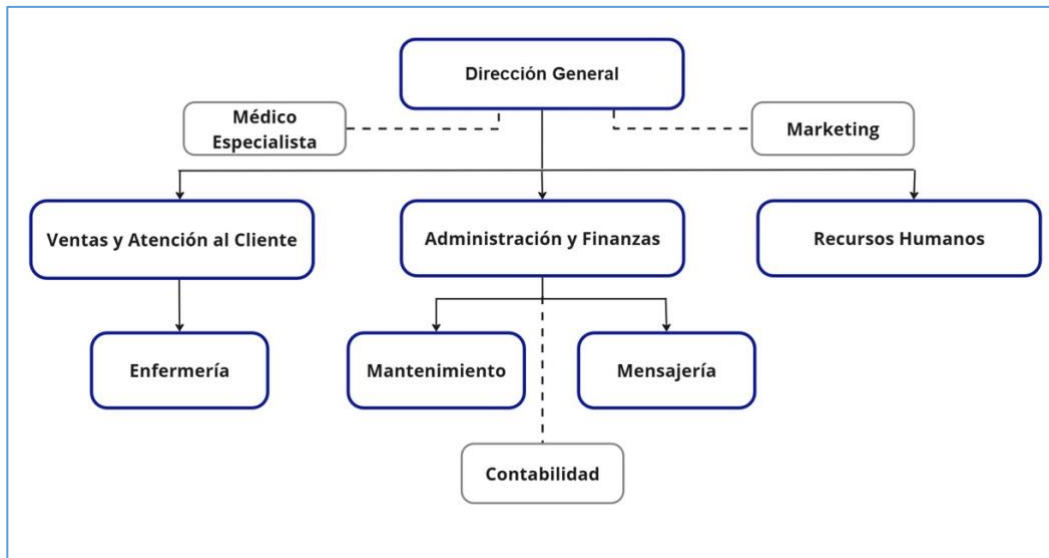 Dirección General
Médico
Especialista
Marketing
Ventas y Atención al Cliente
Administración y Finanzas
Recursos Humanos
Enfermería
Mantenimiento
Mensajería
Contabilidad